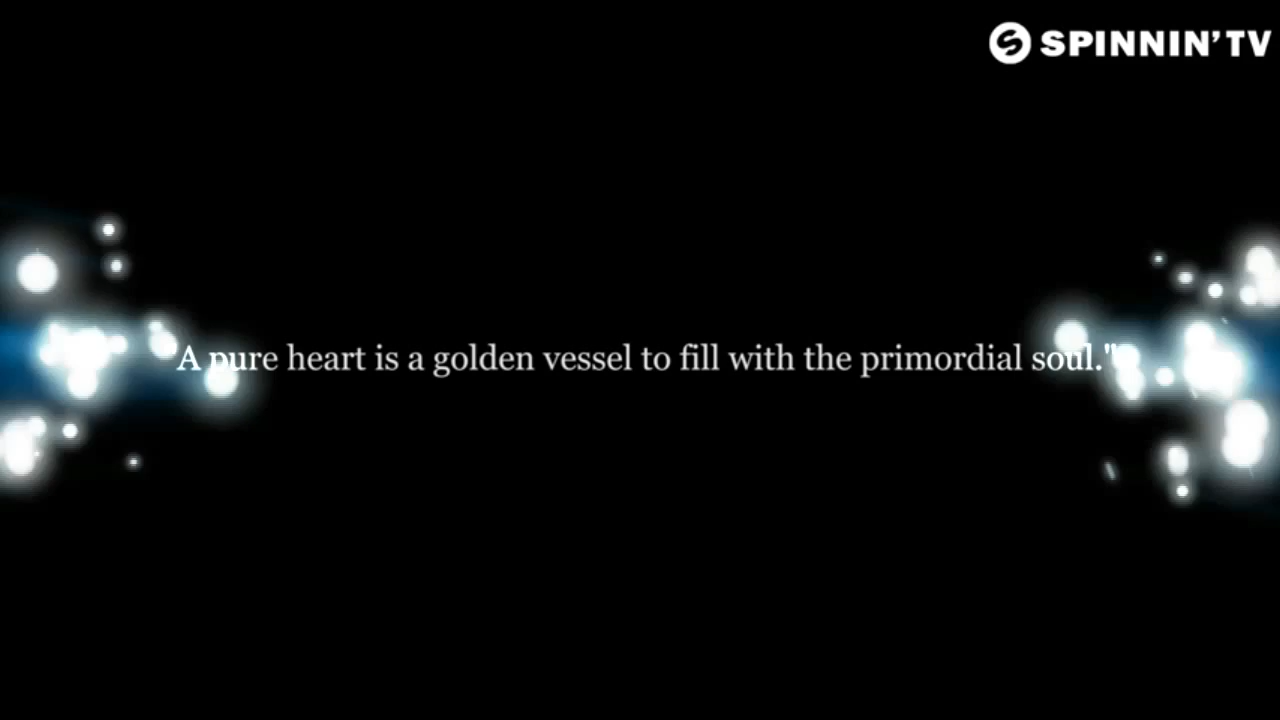 SPINNIN' TV
A pure heart is a golden vessel to fill with the primordial soul."